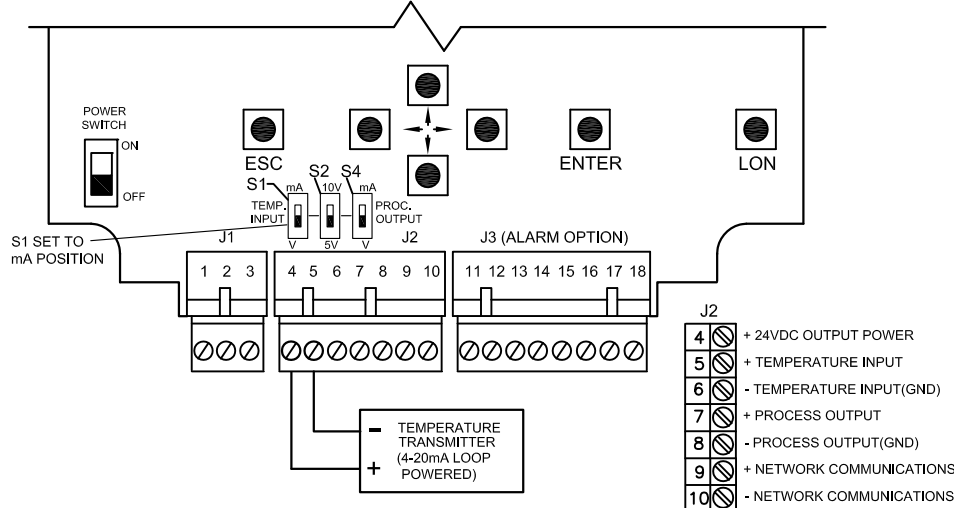 POWER
SWITCH
ON
OFF
ESC
ENTER
LON
S1
S2
S4
mA
10V
mA
TEMP.
INPUT
PROC.
OUTPUT
V
5V
V
S1 SET TO
mA POSITION
J1
J2
J3 (ALARM OPTION)
1 2 3
4 5 6 7 8 9 10
11 12 13 14 15 16 17 18
- TEMPERATURE
TRANSMITTER
(4-20mA LOOP
+ POWERED)
J2
4 + 24VDC OUTPUT POWER
5 + TEMPERATURE INPUT
6 - TEMPERATURE INPUT(GND)
7 + PROCESS OUTPUT
8 - PROCESS OUTPUT(GND)
9 + NETWORK COMMUNICATIONS
10 - NETWORK COMMUNICATIONS